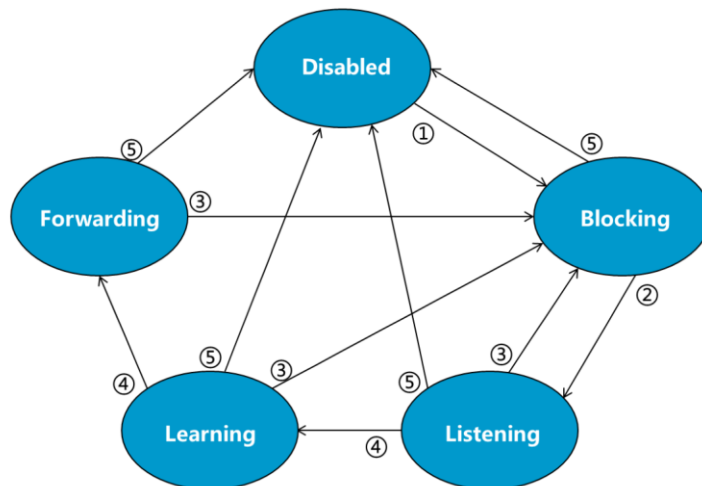 Disabled
①
⑤
⑤
Forwarding
③
Blocking
②
⑤
③
③
④
⑤
Learning
④
Listening